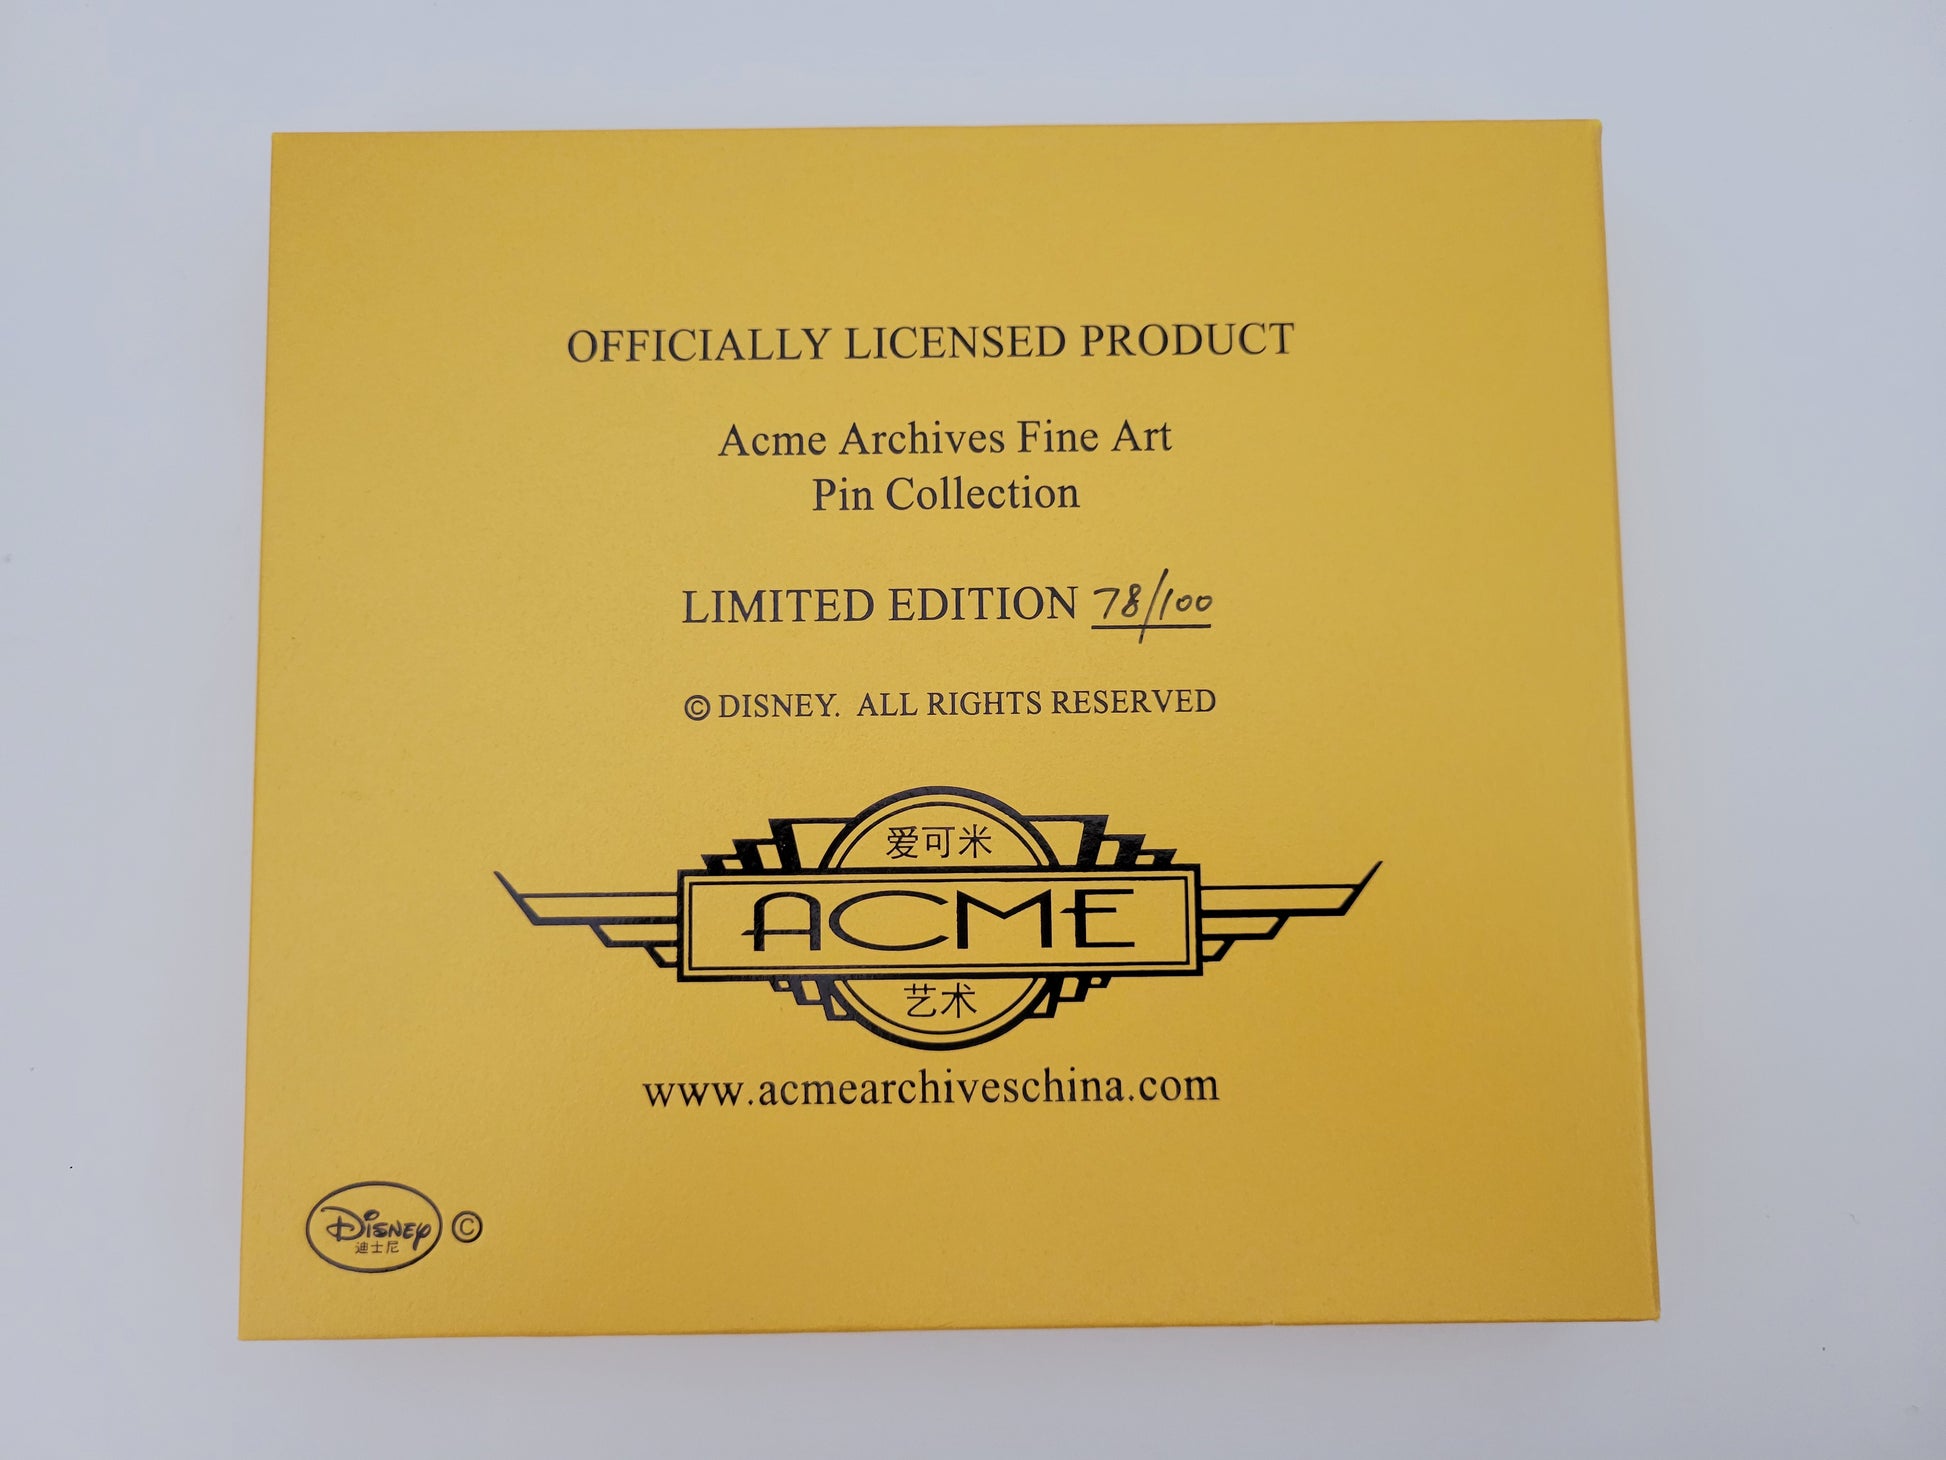 OFFICIALLY LICENSED PRODUCT
Acme Archives Fine Art
Pin Collection
LIMITED EDITION 78/100
© DISNEY. ALL RIGHTS RESERVED
爱可米
ACME
艺术
www.acmearchiveschina.com
DISNEY ©
迪士尼